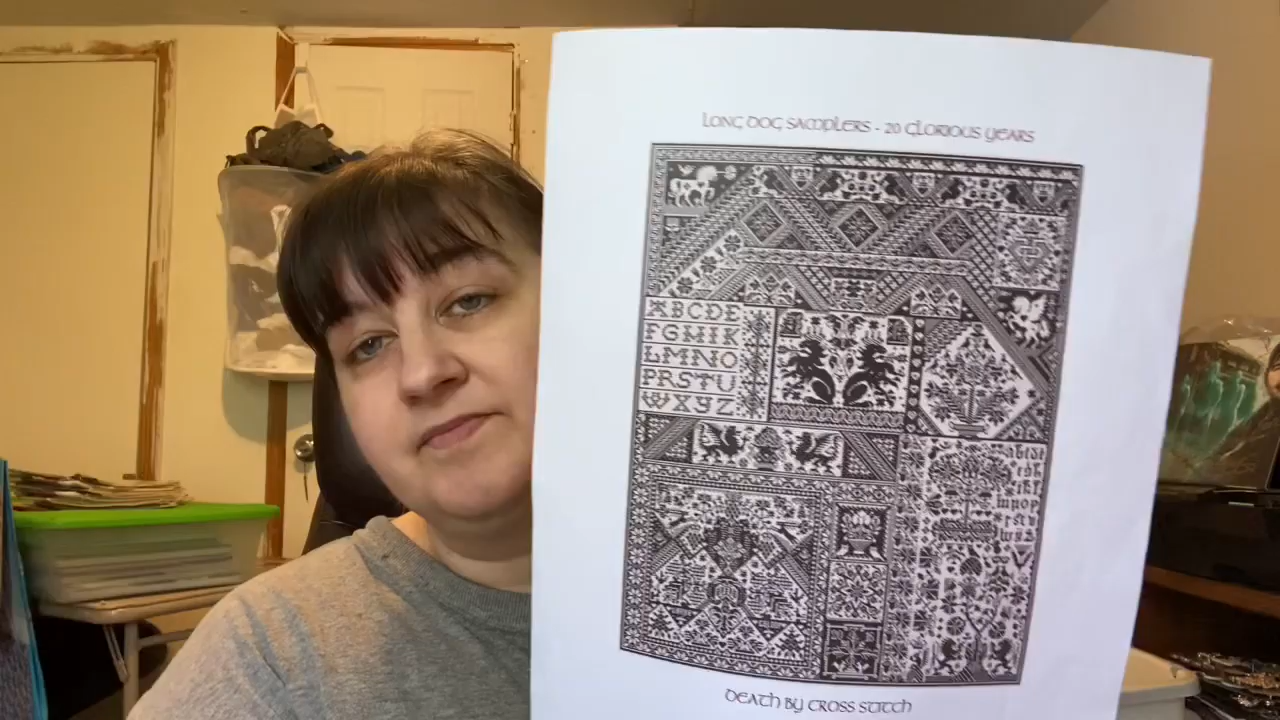 LONG DOG SAMPLERS - 20 GLORIOUS YEARS
ABCDE
FGHIK
LMNO
PRSTU
WXYZ
DEATH BY CROSS STITCH